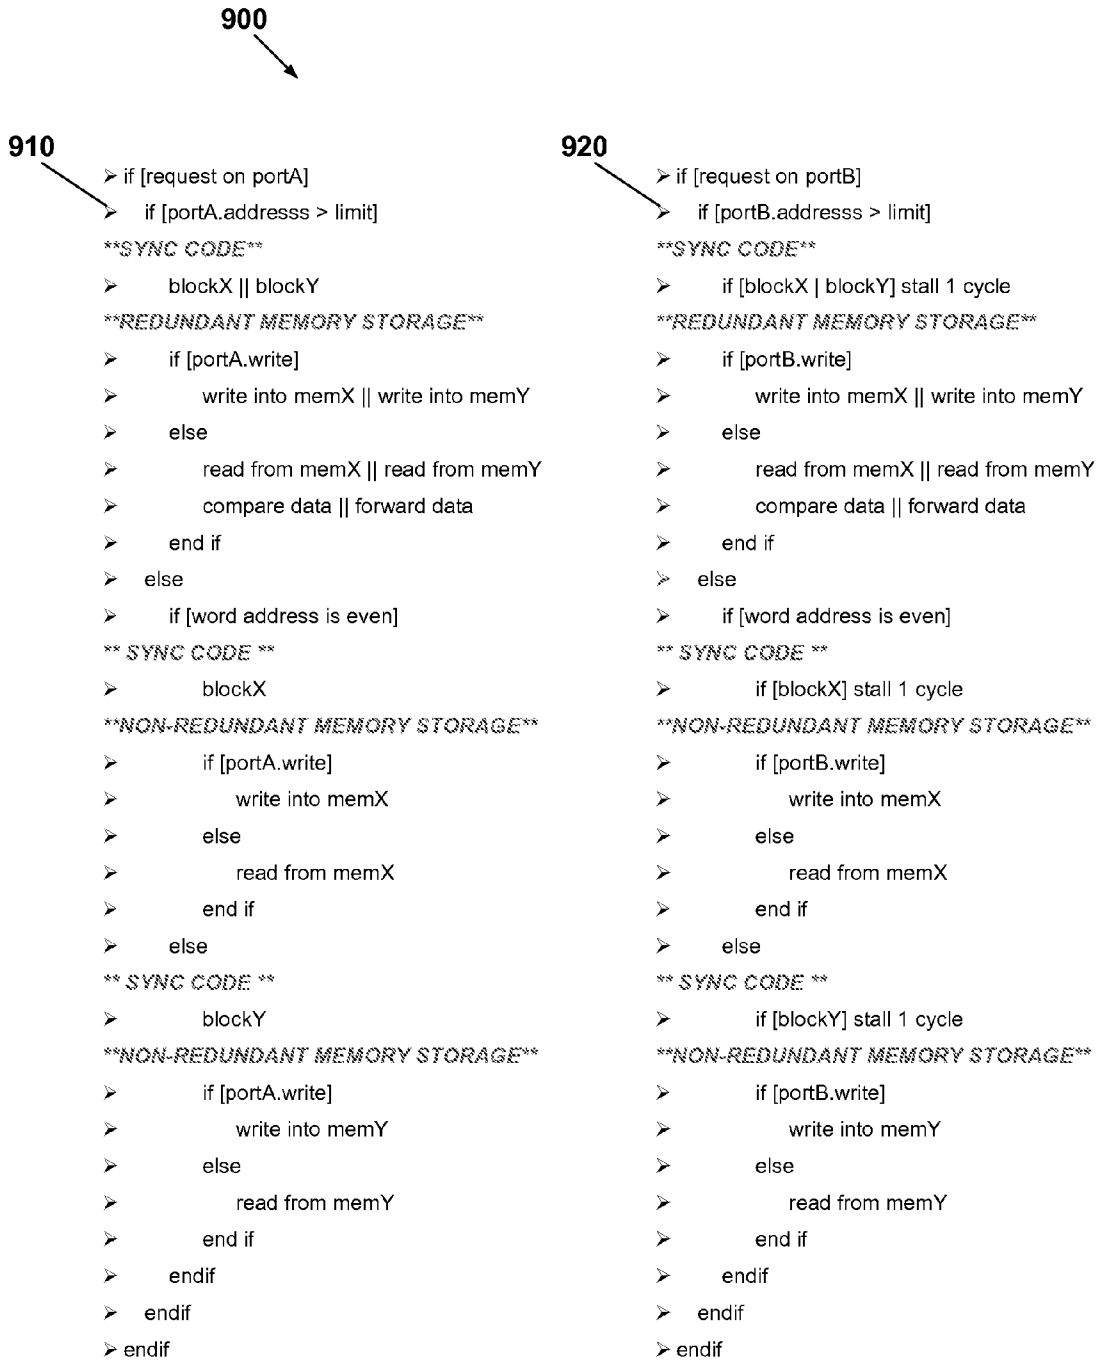 900
910
➢ if [request on portA]
➢ if [portA.addresss > limit]
**SYNC CODE**
➢ blockX || blockY
**REDUNDANT MEMORY STORAGE**
➢ if [portA.write]
➢ write into memX || write into memY
➢ else
➢ read from memX || read from memY
➢ compare data || forward data
➢ end if
➢ else
➢ if [word address is even]
** SYNC CODE **
➢ blockX
**NON-REDUNDANT MEMORY STORAGE**
➢ if [portA.write]
➢ write into memX
➢ else
➢ read from memX
➢ end if
➢ else
** SYNC CODE **
➢ blockY
**NON-REDUNDANT MEMORY STORAGE**
➢ if [portA.write]
➢ write into memY
➢ else
➢ read from memY
➢ end if
➢ endif
➢ endif
➢ endif
920
➢ if [request on portB]
➢ if [portB.addresss > limit]
**SYNC CODE**
➢ if [blockX | blockY] stall 1 cycle
**REDUNDANT MEMORY STORAGE**
➢ if [portB.write]
➢ write into memX || write into memY
➢ else
➢ read from memX || read from memY
➢ compare data || forward data
➢ end if
➢ else
➢ if [word address is even]
** SYNC CODE **
➢ if [blockX] stall 1 cycle
**NON-REDUNDANT MEMORY STORAGE**
➢ if [portB.write]
➢ write into memX
➢ else
➢ read from memX
➢ end if
➢ else
** SYNC CODE **
➢ if [blockY] stall 1 cycle
**NON-REDUNDANT MEMORY STORAGE**
➢ if [portB.write]
➢ write into memY
➢ else
➢ read from memY
➢ end if
➢ endif
➢ endif
➢ endif